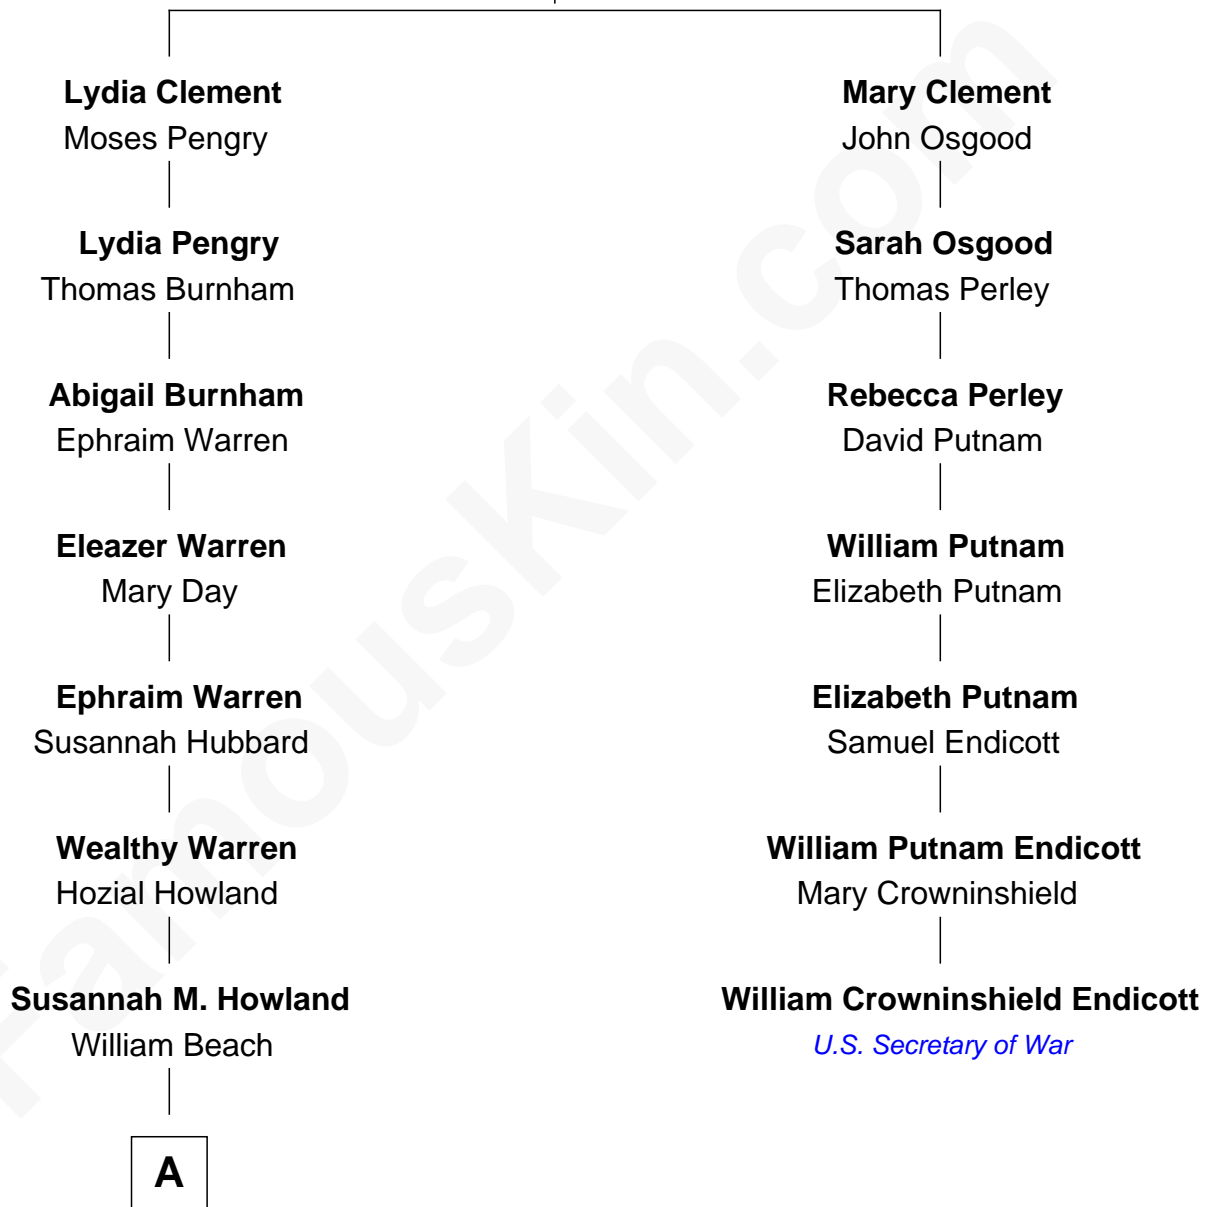 Lydia Clement
Moses Pengry
Mary Clement
John Osgood
Lydia Pengry
Thomas Burnham
Sarah Osgood
Thomas Perley
Abigail Burnham
Ephraim Warren
Rebecca Perley
David Putnam
Eleazer Warren
Mary Day
William Putnam
Elizabeth Putnam
Ephraim Warren
Susannah Hubbard
Elizabeth Putnam
Samuel Endicott
Wealthy Warren
Hozial Howland
William Putnam Endicott
Mary Crowninshield
Susannah M. Howland
William Beach
William Crowninshield Endicott
U.S. Secretary of War
A
FamousKin.com